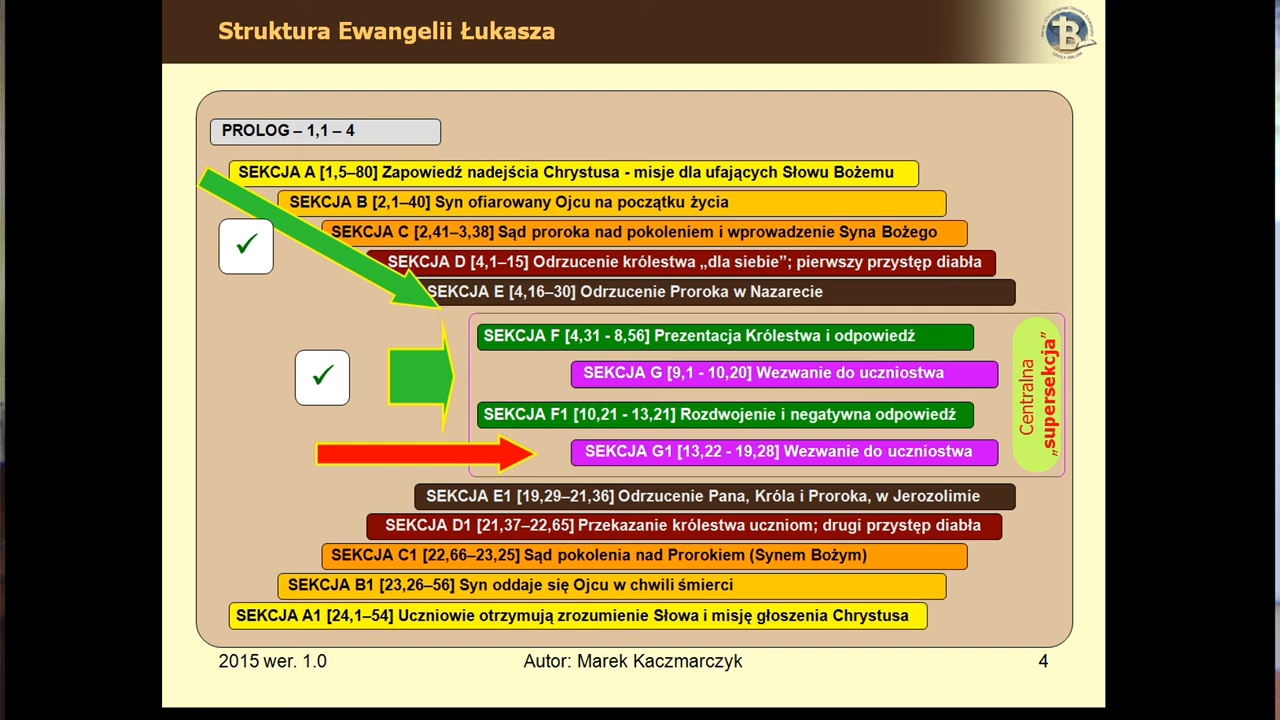 Struktura Ewangelii Łukasza
PROLOG – 1,1 – 4
SEKCJA A [1,5–80] Zapowiedź nadejścia Chrystusa - misje dla ufających Słowu Bożemu
SEKCJA B [2,1–40] Syn ofiarowany Ojcu na początku życia
SEKCJA C [2,41–3,38] Sąd proroka nad pokoleniem i wprowadzenie Syna Bożego
SEKCJA D [4,1–15] Odrzucenie królestwa „dla siebie”; pierwszy przystęp diabła
SEKCJA E [4,16–30] Odrzucenie Proroka w Nazarecie
SEKCJA F [4,31 - 8,56] Prezentacja Królestwa i odpowiedź
SEKCJA G [9,1 - 10,20] Wezwanie do uczniostwa
SEKCJA F1 [10,21 - 13,21] Rozdwojenie i negatywna odpowiedź
SEKCJA G1 [13,22 - 19,28] Wezwanie do uczniostwa
Centralna
„supersekcja”
SEKCJA E1 [19,29–21,36] Odrzucenie Pana, Króla i Proroka, w Jerozolimie
SEKCJA D1 [21,37–22,65] Przekazanie królestwa uczniom; drugi przystęp diabła
SEKCJA C1 [22,66–23,25] Sąd pokolenia nad Prorokiem (Synem Bożym)
SEKCJA B1 [23,26–56] Syn oddaje się Ojcu w chwili śmierci
SEKCJA A1 [24,1–54] Uczniowie otrzymują zrozumienie Słowa i misję głoszenia Chrystusa
2015 wer. 1.0
Autor: Marek Kaczmarczyk
4